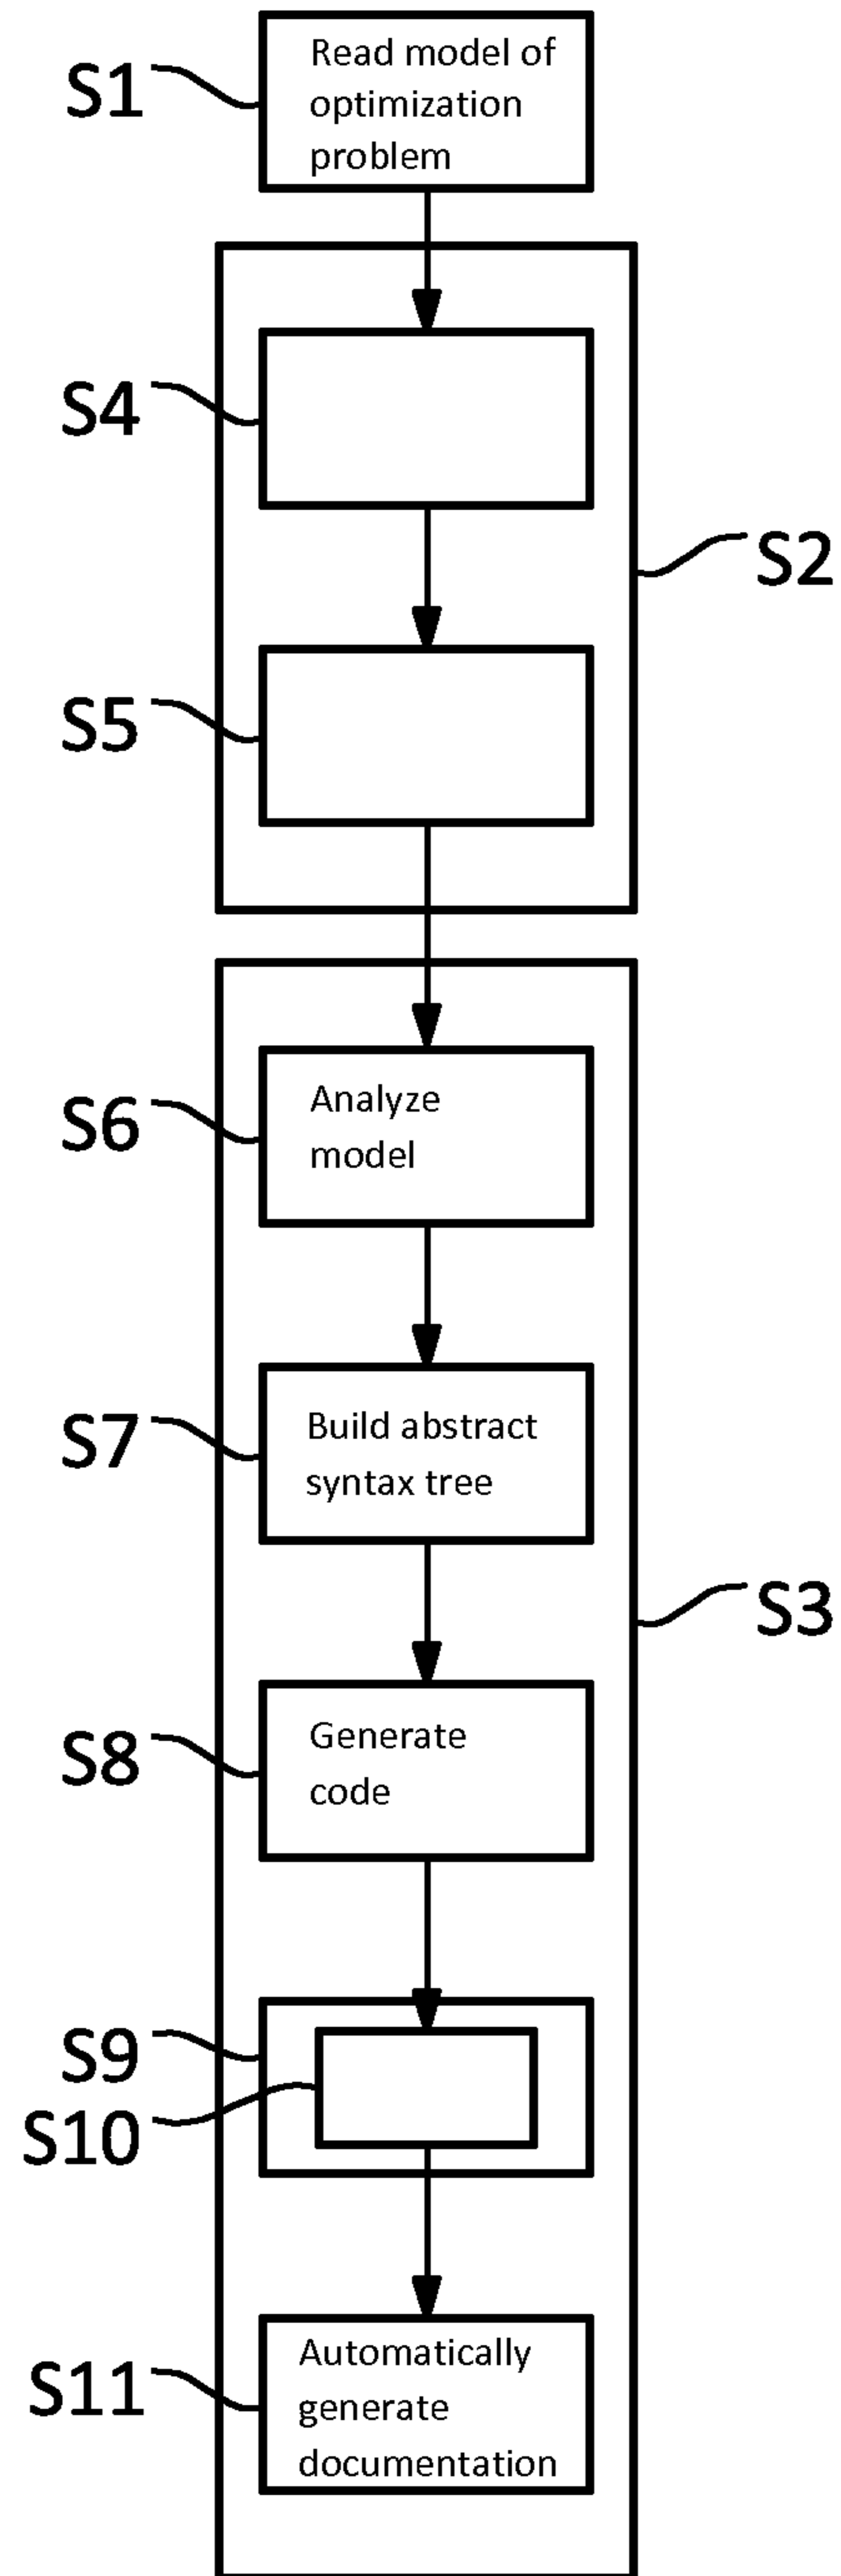 S1
Read model of
optimization
problem
S4
S2
S5
S6
Analyze
model
S7
Build abstract
syntax tree
S3
S8
Generate
code
S9
S10
S11
Automatically
generate
documentation